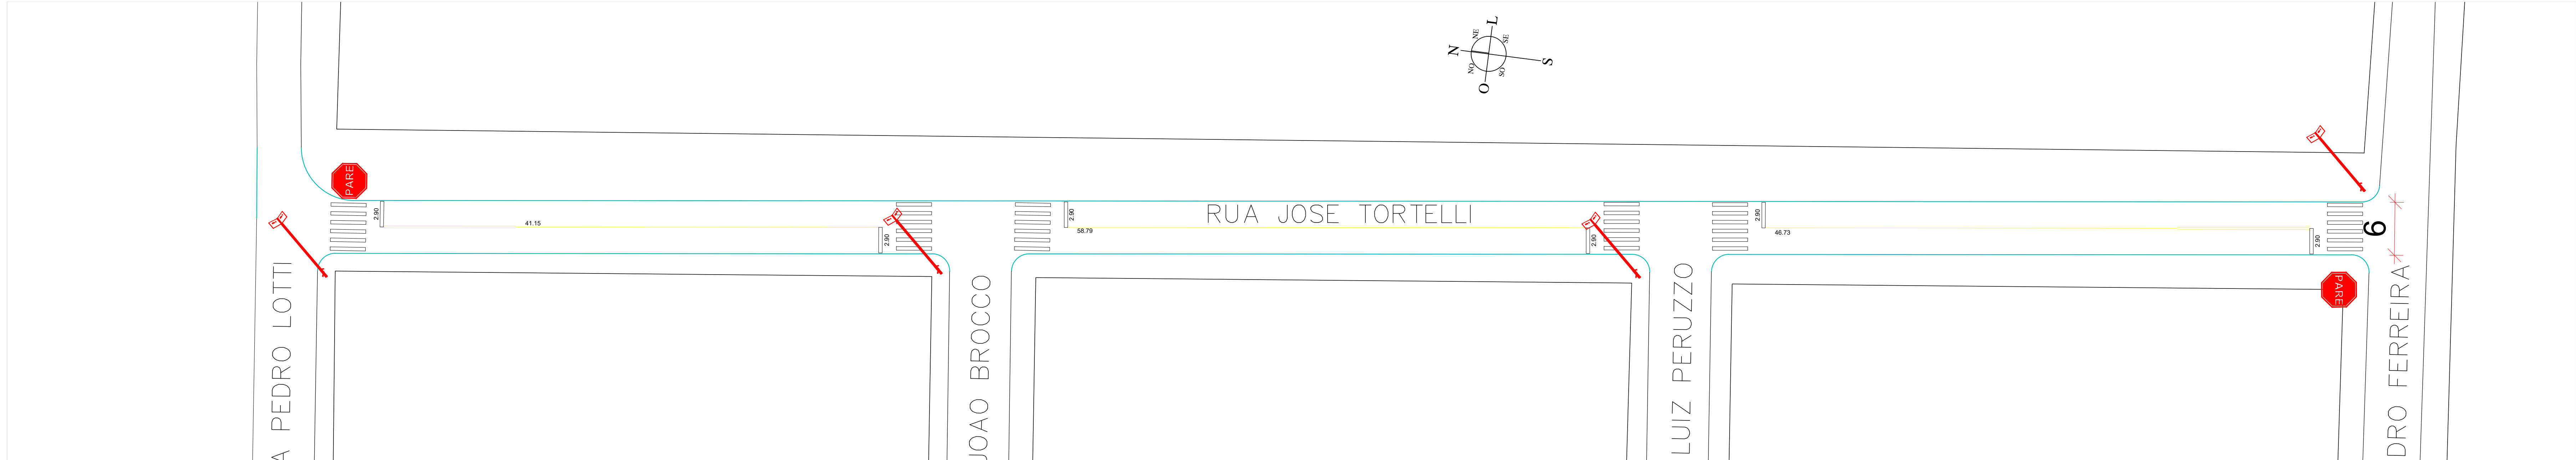 L
NE
SE
N
S
NO
SO
O
PARE
2.90
41.15
2.90
2.90
58.79
RUA JOSE TORTELLI
2.90
2.90
46.73
2.90
6
PARE
A PEDRO LOTTI
JOAO BROCCO
LUIZ PERUZZO
DRO FERREIRA